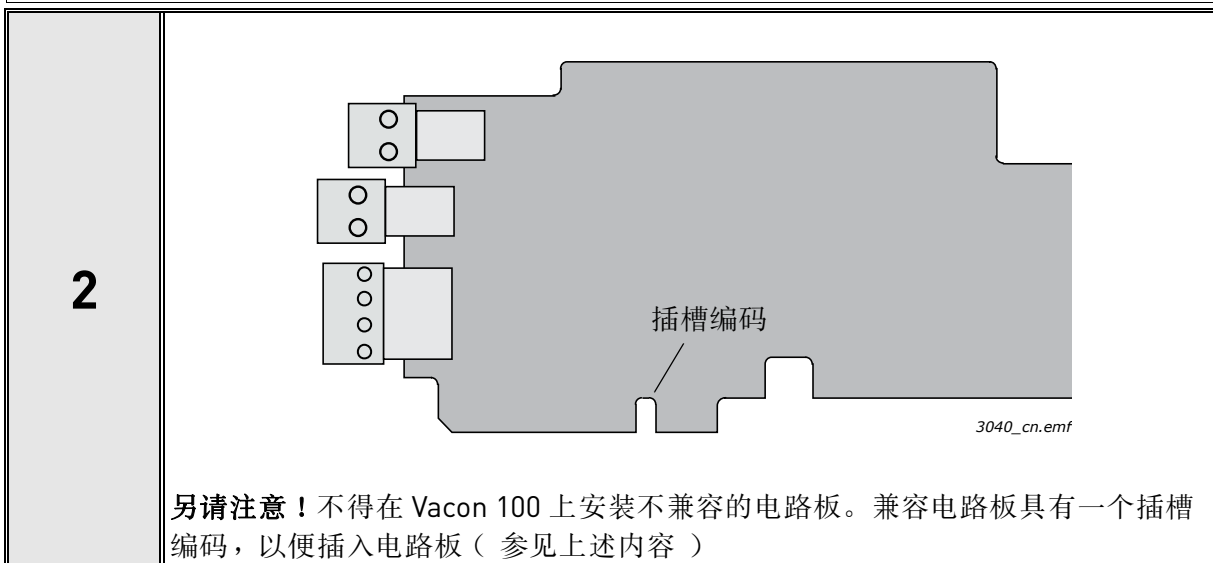 2
插槽编码
3040_cn.emf
另请注意！不得在 Vacon 100 上安装不兼容的电路板。兼容电路板具有一个插槽
编码，以便插入电路板（ 参见上述内容 ）